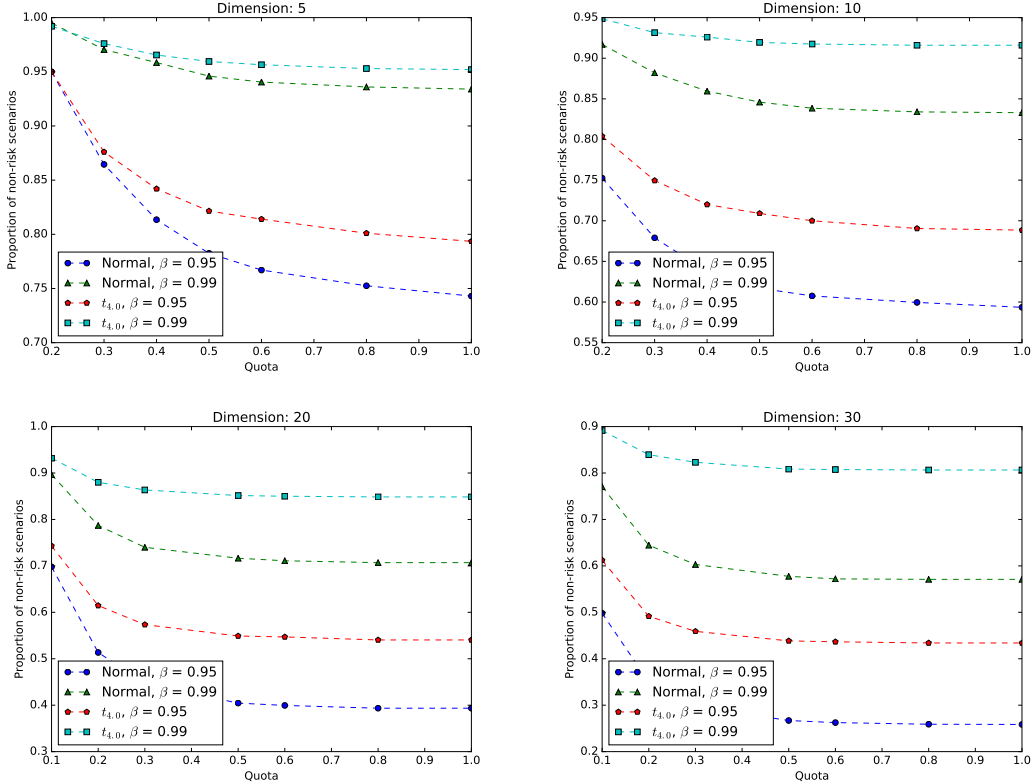 Dimension: 5
Proportion of non-risk scenarios
1.00
0.95
0.90
0.85
0.80
0.75
0.70
0.2 0.3 0.4 0.5 0.6 0.7 0.8 0.9 1.0
Quota
Normal, β = 0.95
Normal, β = 0.99
t4.0, β = 0.95
t4.0, β = 0.99
Dimension: 10
Proportion of non-risk scenarios
0.95
0.90
0.85
0.80
0.75
0.70
0.65
0.60
0.55
0.2 0.3 0.4 0.5 0.6 0.7 0.8 0.9 1.0
Quota
Normal, β = 0.95
Normal, β = 0.99
t4.0, β = 0.95
t4.0, β = 0.99
Dimension: 20
Proportion of non-risk scenarios
1.0
0.9
0.8
0.7
0.6
0.5
0.4
0.3
0.1 0.2 0.3 0.4 0.5 0.6 0.7 0.8 0.9 1.0
Quota
Normal, β = 0.95
Normal, β = 0.99
t4.0, β = 0.95
t4.0, β = 0.99
Dimension: 30
Proportion of non-risk scenarios
0.9
0.8
0.7
0.6
0.5
0.4
0.3
0.2
0.1 0.2 0.3 0.4 0.5 0.6 0.7 0.8 0.9 1.0
Quota
Normal, β = 0.95
Normal, β = 0.99
t4.0, β = 0.95
t4.0, β = 0.99